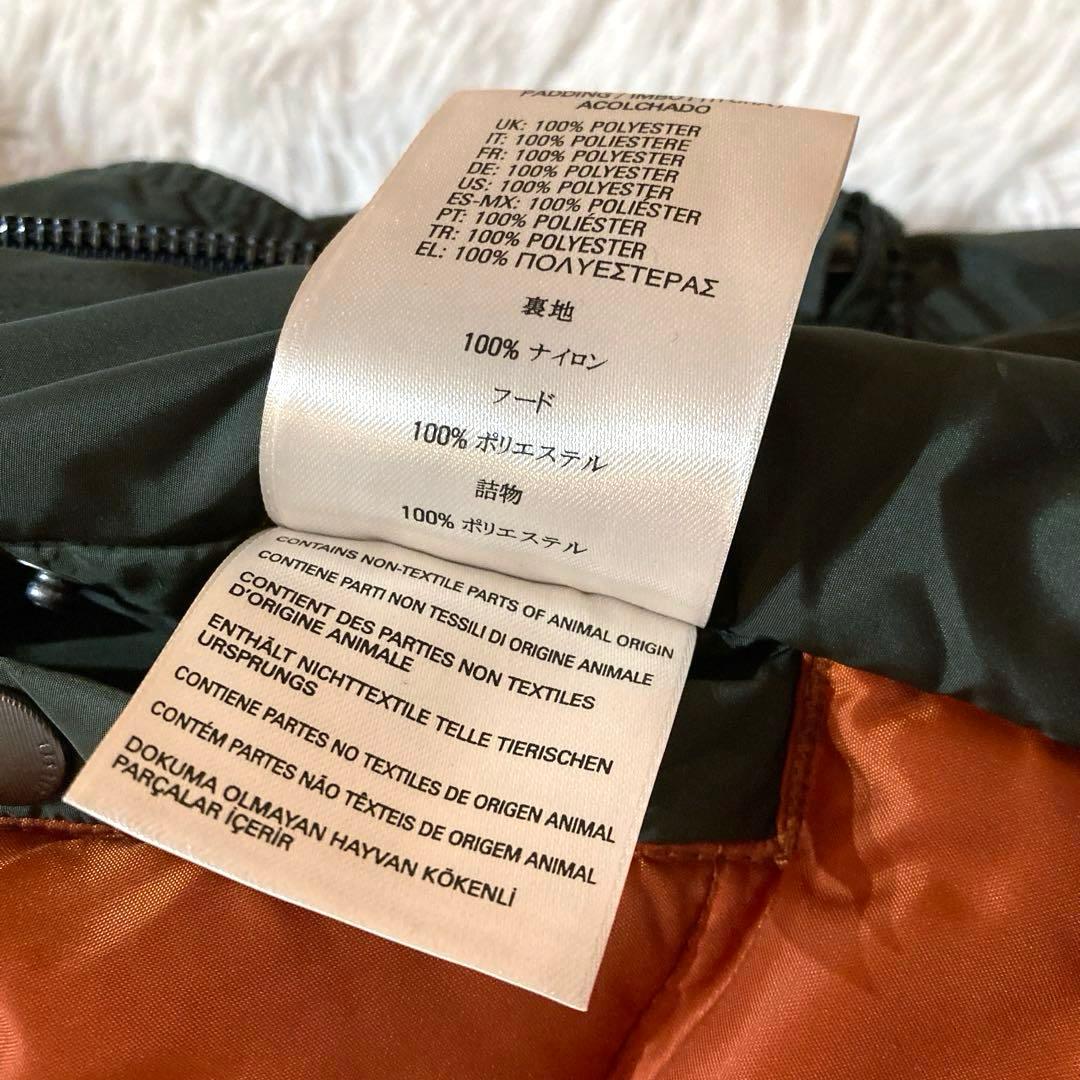 PADDING / IMBOTTITURA /
ACOLCHADO
UK: 100% POLYESTER
IT: 100% POLIESTERE
FR: 100% POLYESTER
DE: 100% POLYESTER
US: 100% POLYESTER
ES-MX: 100% POLIÉSTER
PT: 100% POLIÉSTER
TR: 100% POLYESTER
EL: 100% ΠΟΛΥΕΣΤΕΡΑΣ
裏地
100% ナイロン
フード
100% ポリエステル
詰物
100% ポリエステル
CONTAINS NON-TEXTILE PARTS OF ANIMAL ORIGIN
CONTIENE PARTI NON TESSILI DI ORIGINE ANIMALE
CONTIENT DES PARTIES NON TEXTILES
D'ORIGINE ANIMALE
ENTHÄLT NICHTTEXTILE TELLE TIERISCHEN
URSPRUNGS
CONTIENE PARTES NO TEXTILES DE ORIGEN ANIMAL
CONTÉM PARTES NÃO TÊXTEIS DE ORIGEM ANIMAL
DOKUMA OLMAYAN HAYVAN KÖKENLİ
PARÇALAR İÇERİR